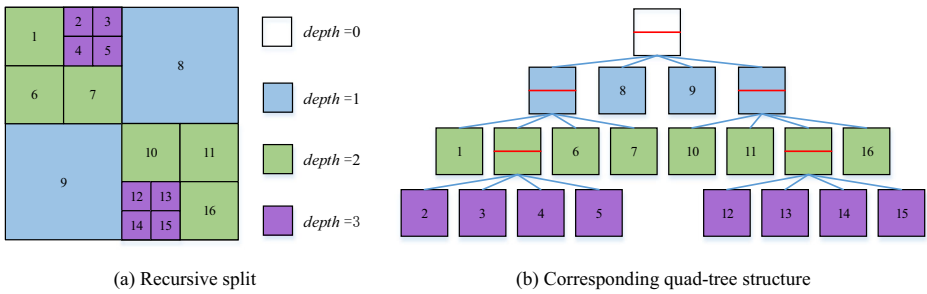 1 2 3
4 5 8
6 7
9 10 11
12 13
14 15 16
depth =0
depth =1
depth =2
depth =3
8 9
1 6 7 10 11 16
2 3 4 5 12 13 14 15
(a) Recursive split
(b) Corresponding quad-tree structure